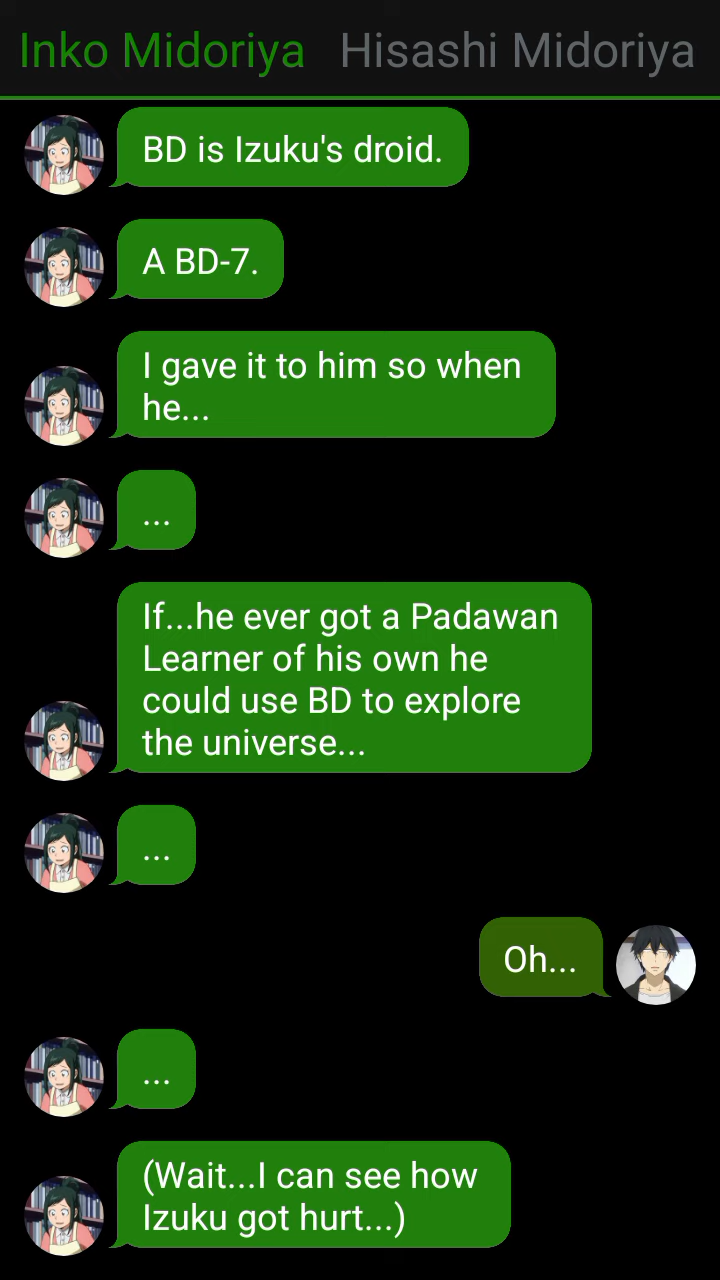 Inko Midoriya Hisashi Midoriya
BD is Izuku's droid.
A BD-7.
I gave it to him so when
he...
...
If...he ever got a Padawan
Learner of his own he
could use BD to explore
the universe...
...
Oh...
...
(Wait...I can see how
Izuku got hurt...)